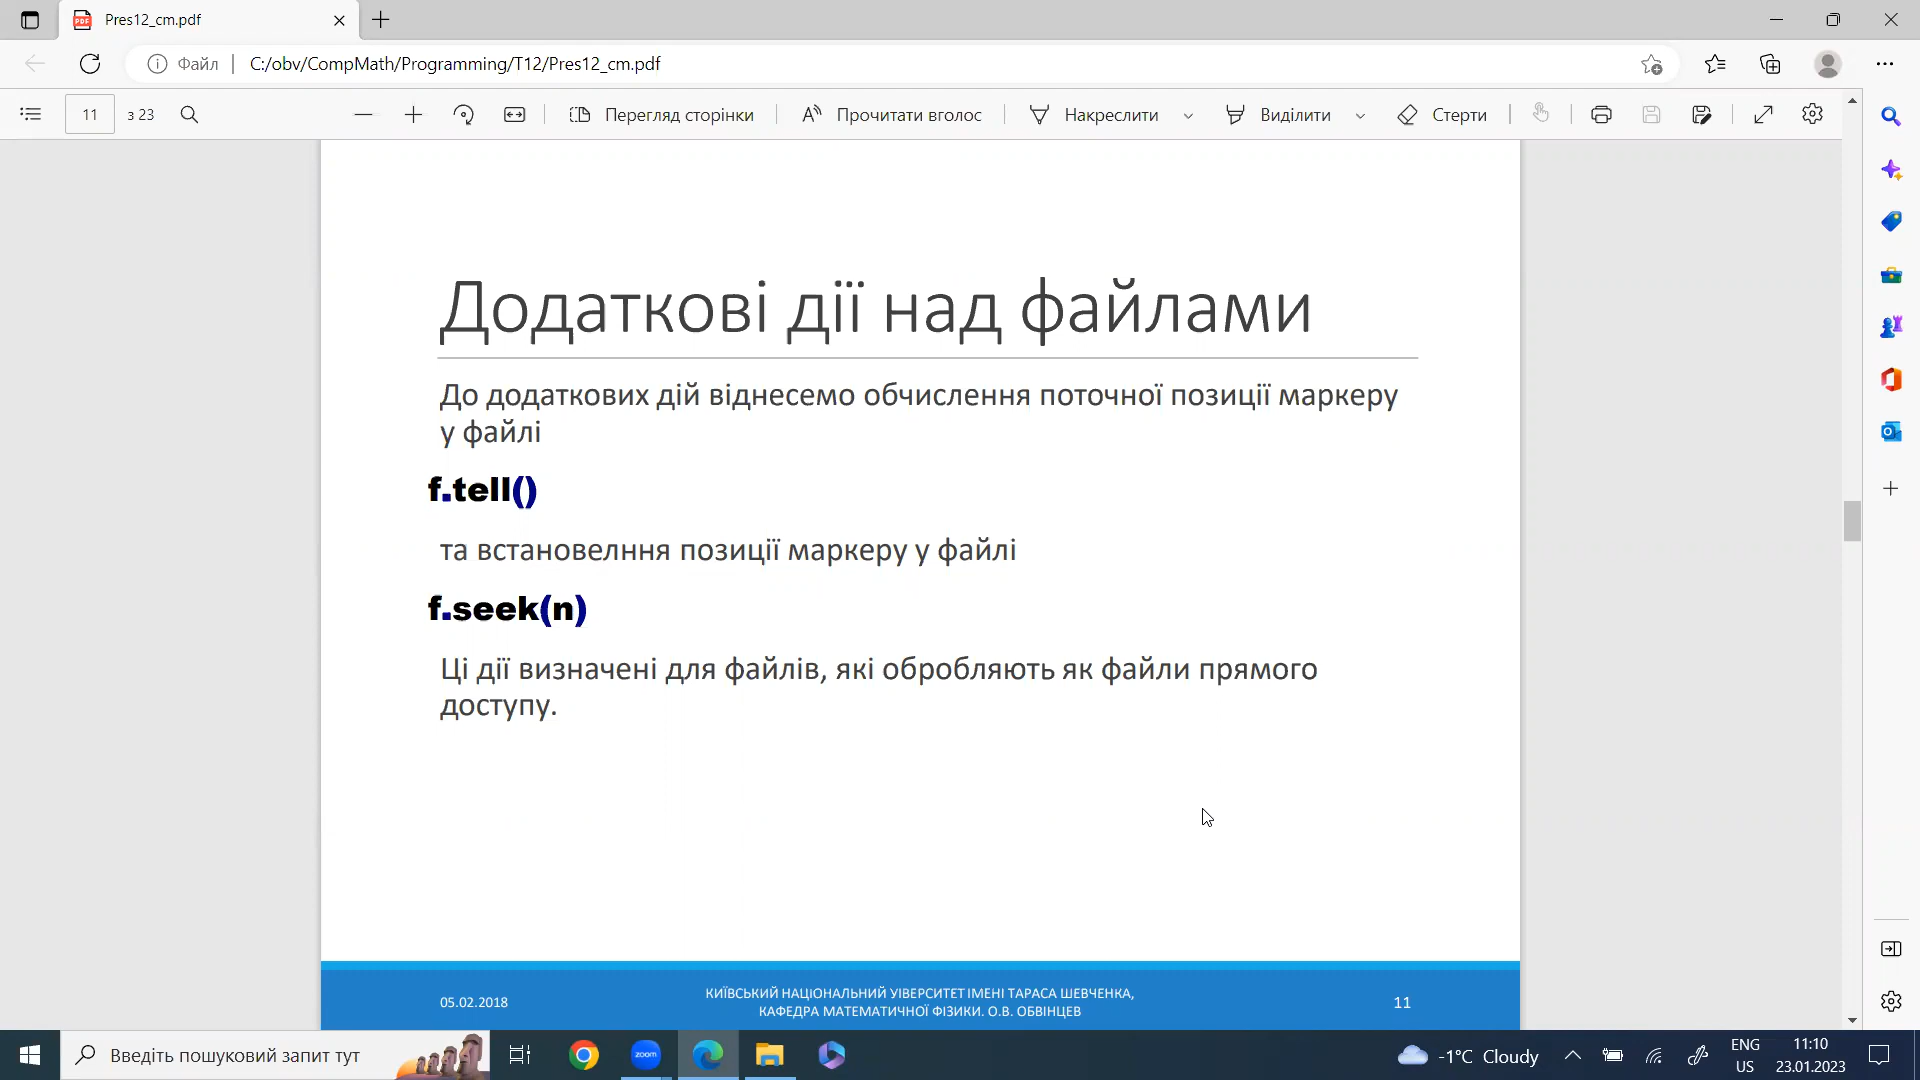 Pres12_cm.pdf
Файл
C:/obv/CompMath/Programming/T12/Pres12_cm.pdf
11
з 23
Перегляд сторінки
Прочитати вголос
Накреслити
Виділити
Стерти
Додаткові дії над файлами
До додаткових дій віднесемо обчислення поточної позиції маркеру
у файлі
f.tell()
та встановелння позиції маркеру у файлі
f.seek(n)
Ці дії визначені для файлів, які обробляють як файли прямого
доступу.
05.02.2018
КИЇВСЬКИЙ НАЦІОНАЛЬНИЙ УІВЕРСИТЕТ ІМЕНІ ТАРАСА ШЕВЧЕНКА,
КАФЕДРА МАТЕМАТИЧНОЇ ФІЗИКИ. О.В. ОБВІНЦЕВ
11
Введіть пошуковий запит тут
zoom
-1°C Cloudy
ENG
US
11:10
23.01.2023